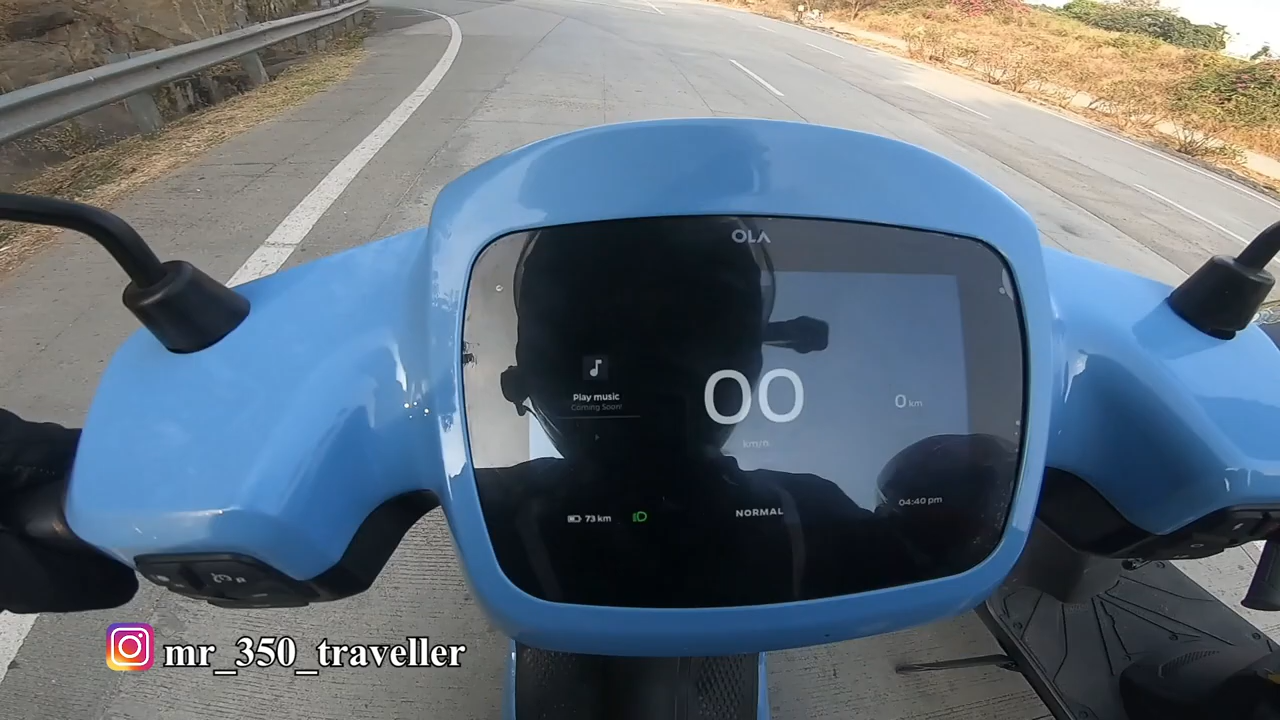 OLA
Play music
Coming Soon!
00
km/h
0 km
73 km
NORMAL
04:40 pm
mr_350_traveller